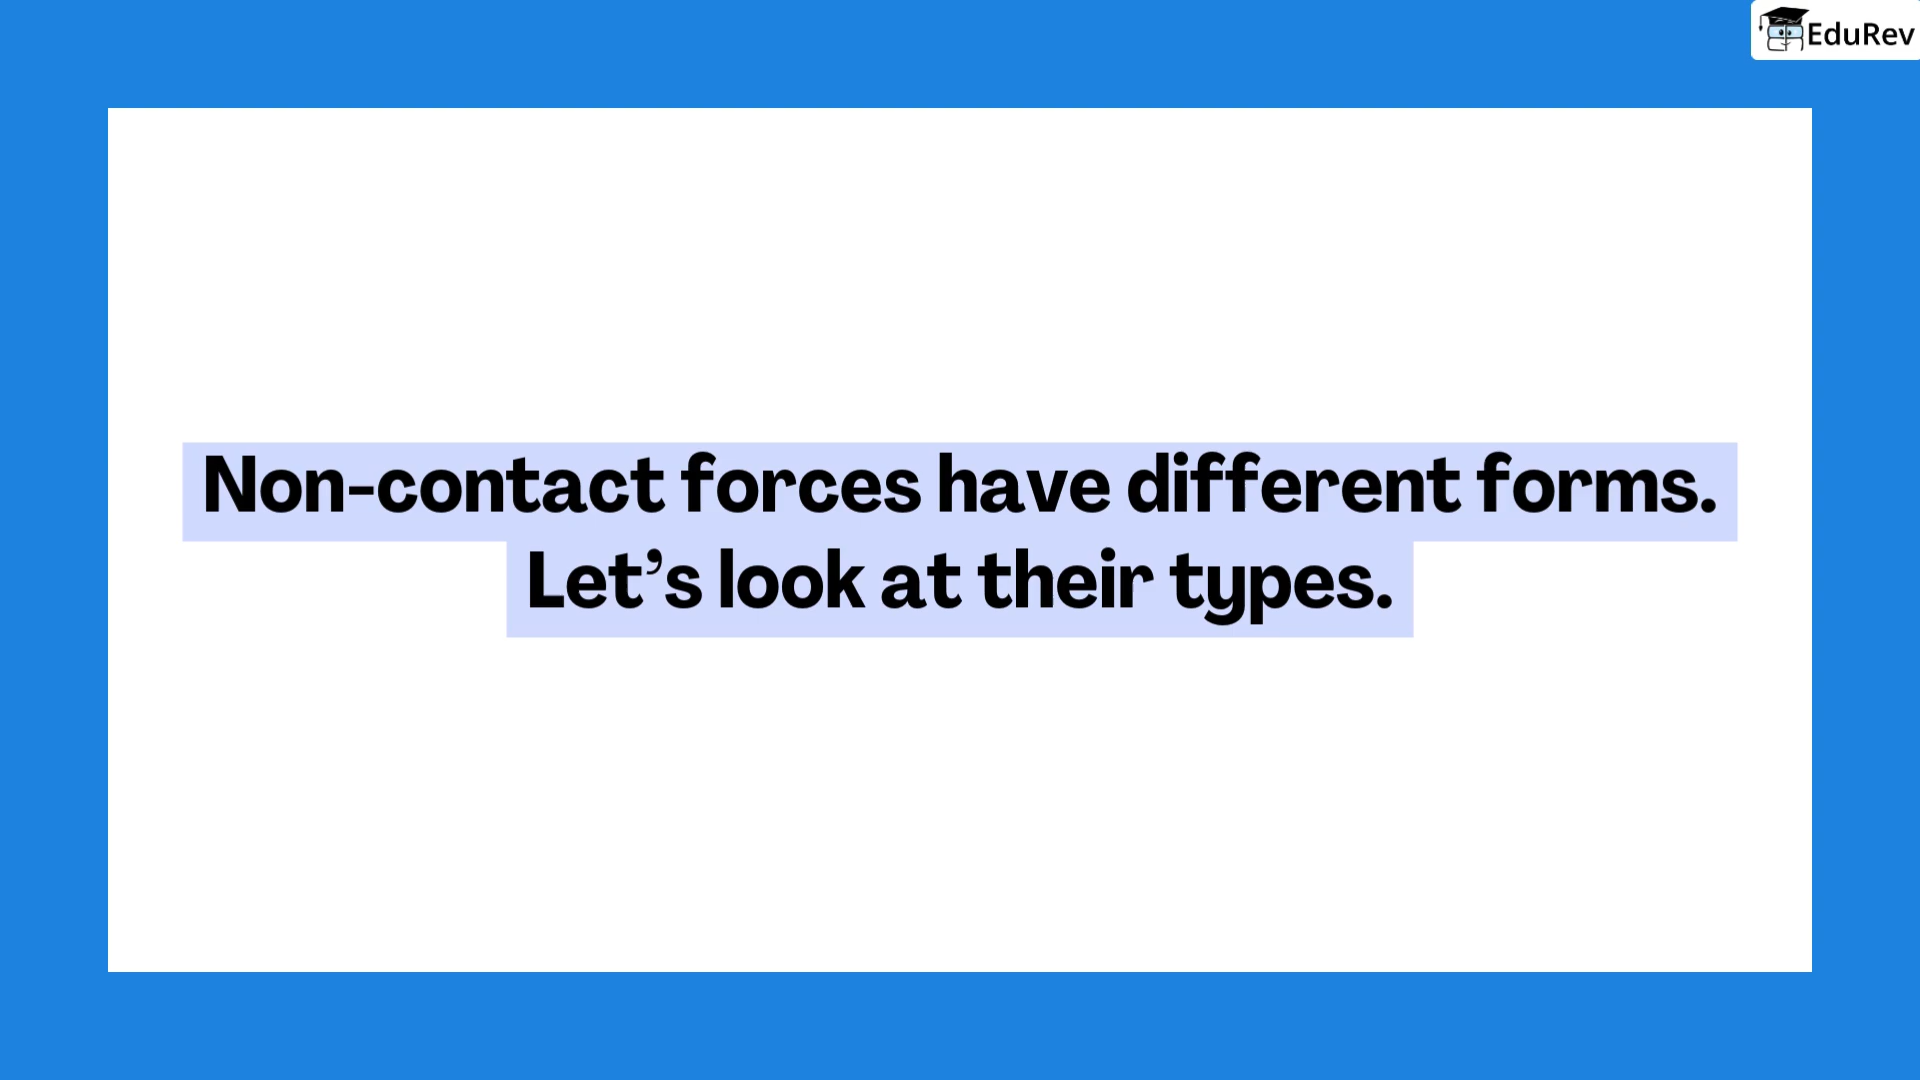 EduRev
Non-contact forces have different forms.
Let’s look at their types.